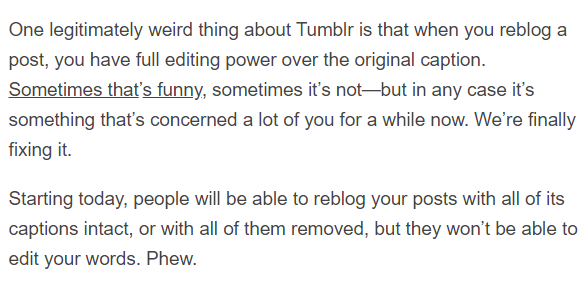 One legitimately weird thing about Tumblr is that when you reblog a
post, you have full editing power over the original caption.
Sometimes that’s funny, sometimes it’s not—but in any case it’s
something that’s concerned a lot of you for a while now. We’re finally
fixing it.
Starting today, people will be able to reblog your posts with all of its
captions intact, or with all of them removed, but they won’t be able to
edit your words. Phew.